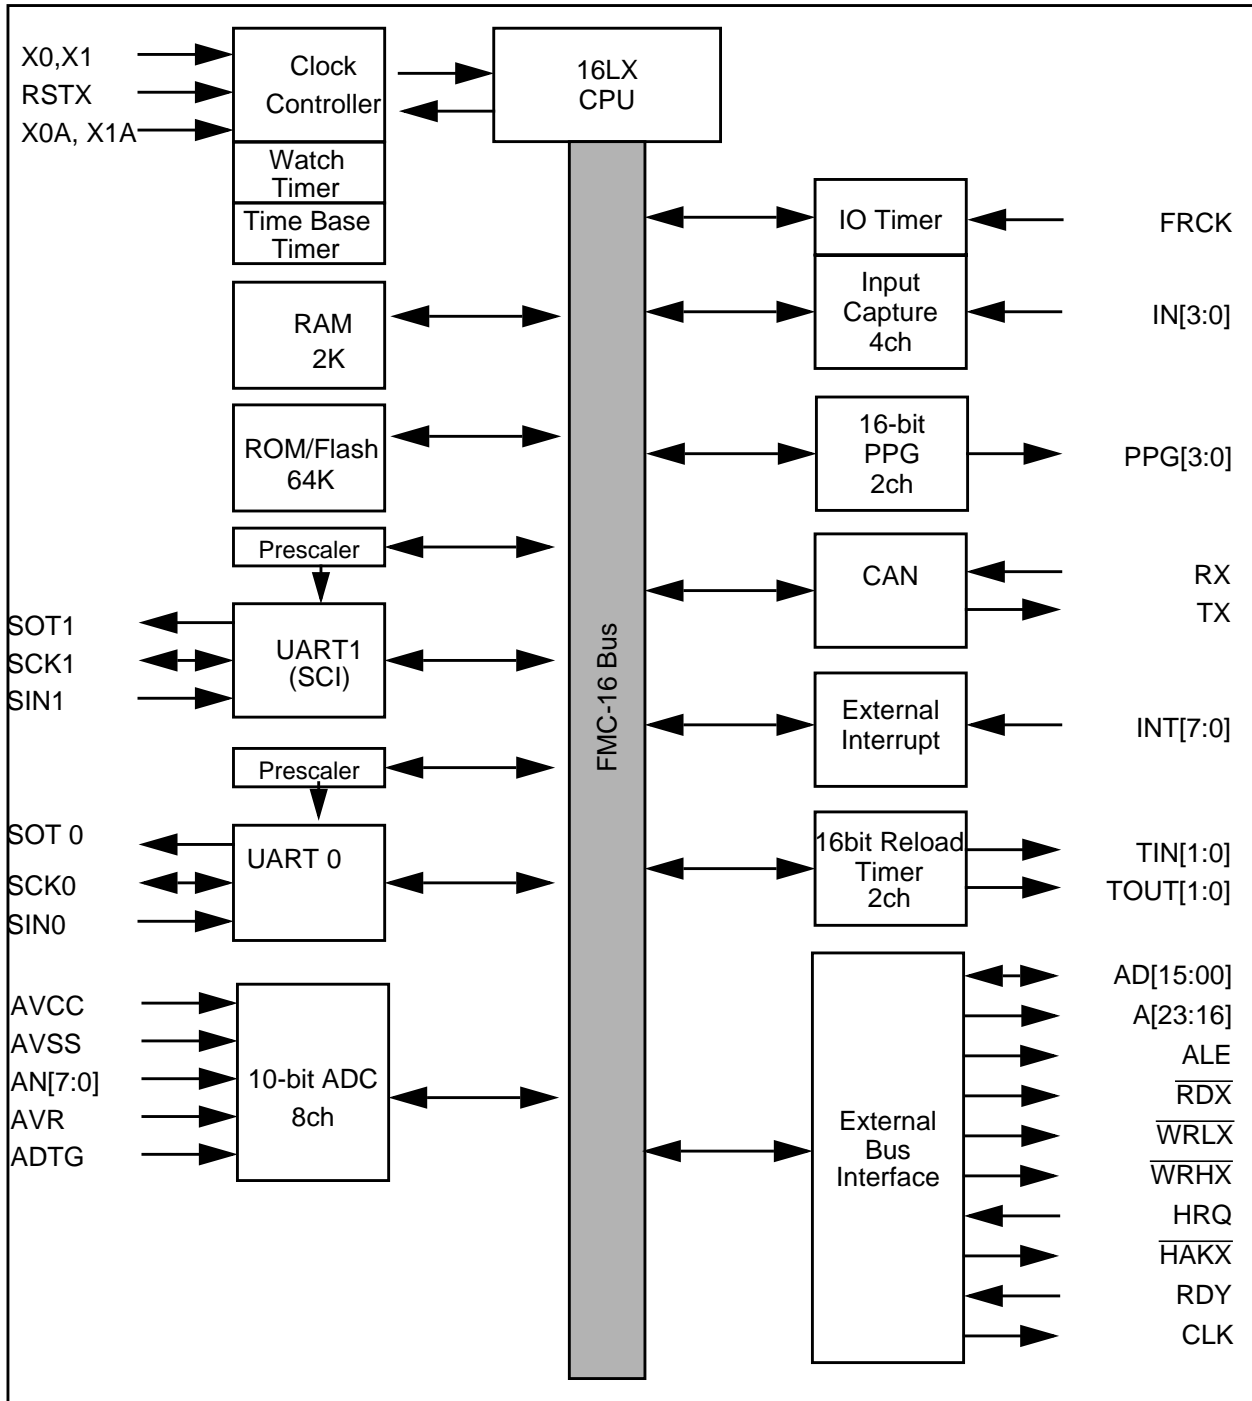 X0,X1
RSTX
X0A, X1A
Clock
Controller
Watch
Timer
Time Base
Timer
16LX
CPU
RAM
2K
ROM/Flash
64K
Prescaler
SOT1
SCK1
SIN1
UART1
(SCI)
Prescaler
SOT 0
SCK0
SIN0
UART 0
AVCC
AVSS
AN[7:0]
AVR
ADTG
10-bit ADC
8ch
FMC-16 Bus
IO Timer
FRCK
Input
Capture
4ch
IN[3:0]
16-bit
PPG
2ch
PPG[3:0]
CAN
RX
TX
External
Interrupt
INT[7:0]
16bit Reload
Timer
2ch
TIN[1:0]
TOUT[1:0]
External
Bus
Interface
AD[15:00]
A[23:16]
ALE
RDX
WRLX
WRHX
HRQ
HAKX
RDY
CLK